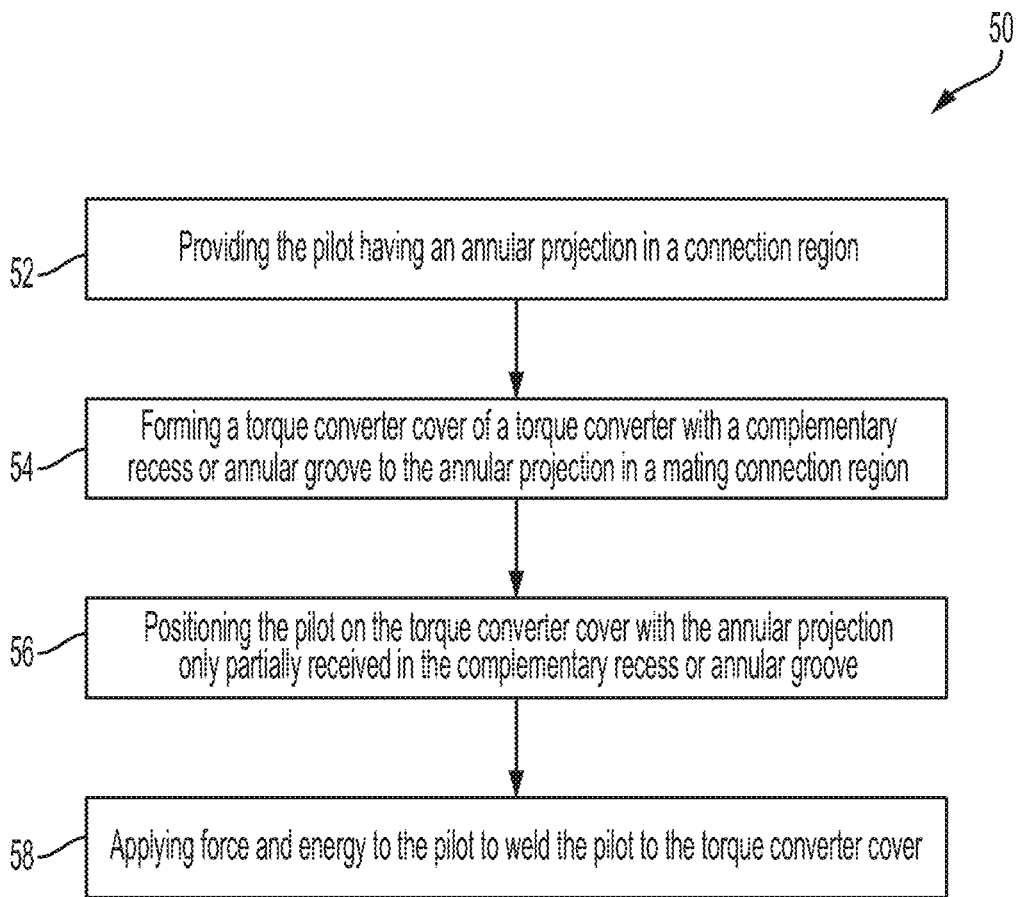 50
52
Providing the pilot having an annular projection in a connection region
54
Forming a torque converter cover of a torque converter with a complementary
recess or annular groove to the annular projection in a mating connection region
56
Positioning the pilot on the torque converter cover with the annular projection
only partially received in the complementary recess or annular groove
58
Applying force and energy to the pilot to weld the pilot to the torque converter cover